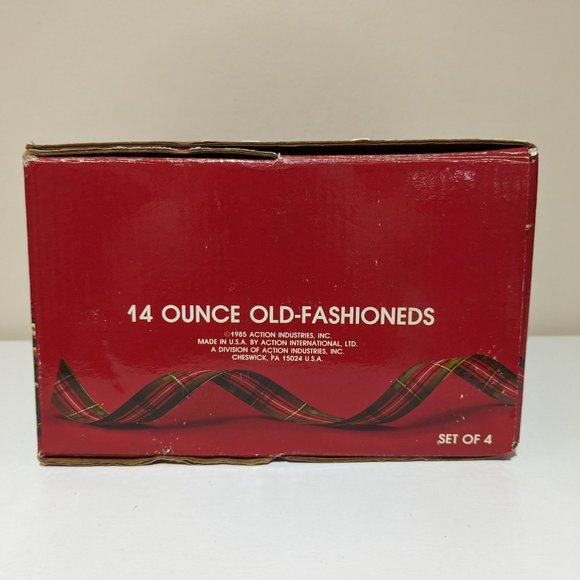 14 OUNCE OLD-FASHIONEDS
©1985 ACTION INDUSTRIES, INC.
MADE IN U.S.A. BY ACTION INTERNATIONAL, LTD.
A DIVISION OF ACTION INDUSTRIES, INC.
CHESWICK, PA 15024 U.S.A.
SET OF 4